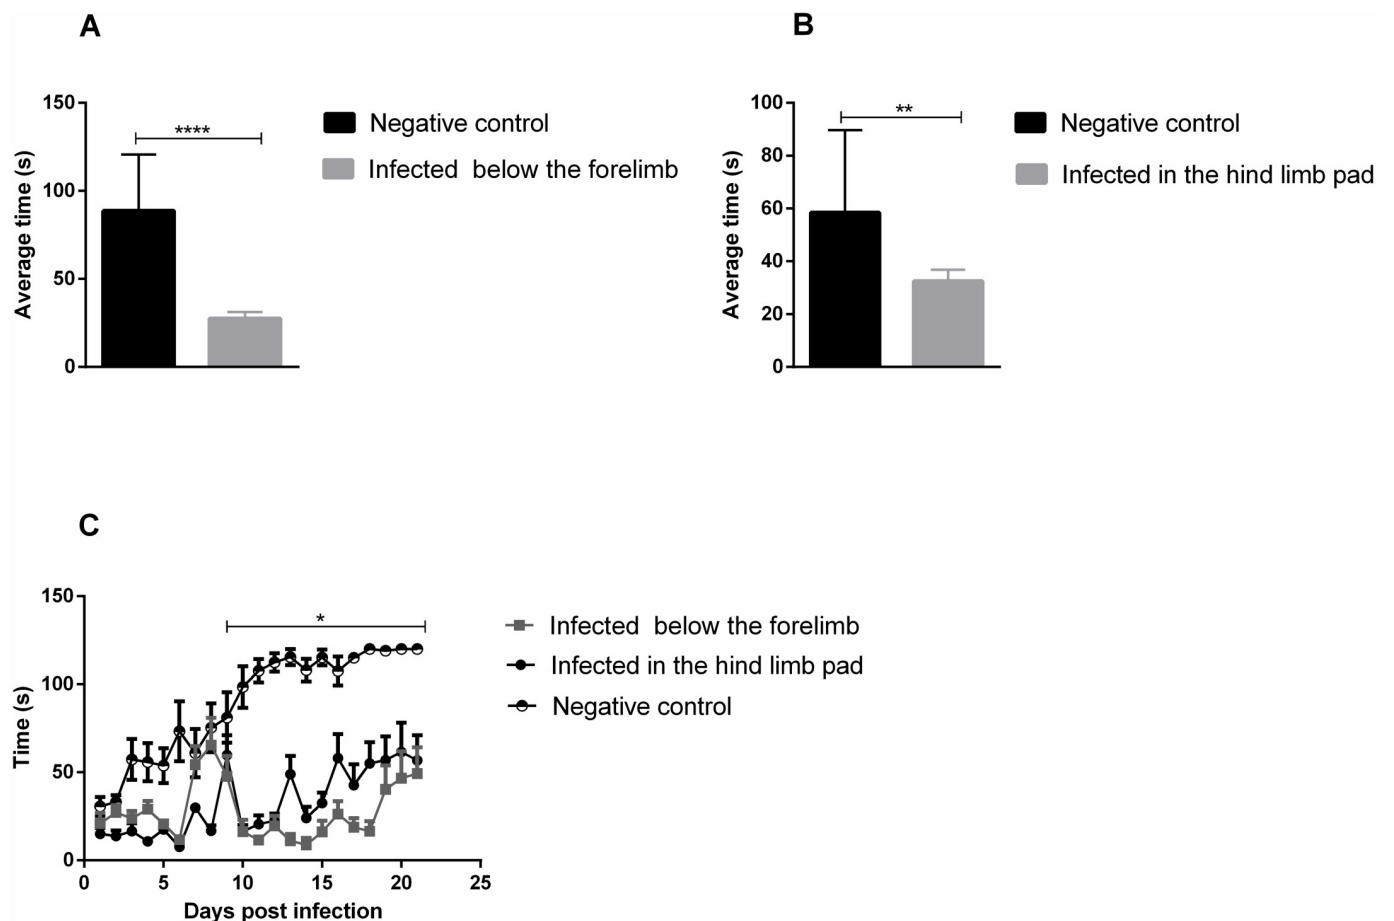 A
150
100
50
0
Average time (s)
****
Negative control
Infected below the forelimb
B
100
80
60
40
20
0
Average time (s)
**
Negative control
Infected in the hind limb pad
C
150
100
50
0
Time (s)
*
Infected below the forelimb
Infected in the hind limb pad
Negative control
0 5 10 15 20 25
Days post infection